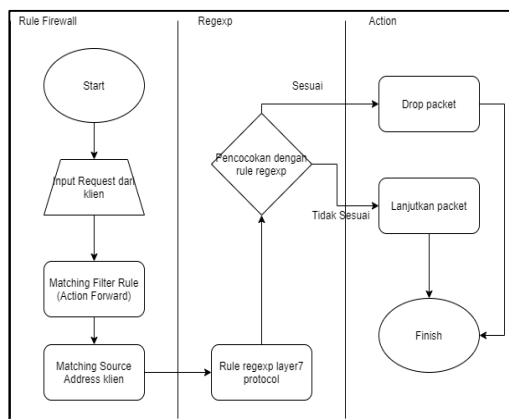 Rule Firewall
Regexp
Action
Start
Input Request dari
klien
Matching Filter Rule
(Action Forward)
Matching Source
Address klien
Rule regexp layer7
protocol
Pencocokan dengan
rule regexp
Sesuai
Tidak Sesuai
Drop packet
Lanjutkan packet
Finish